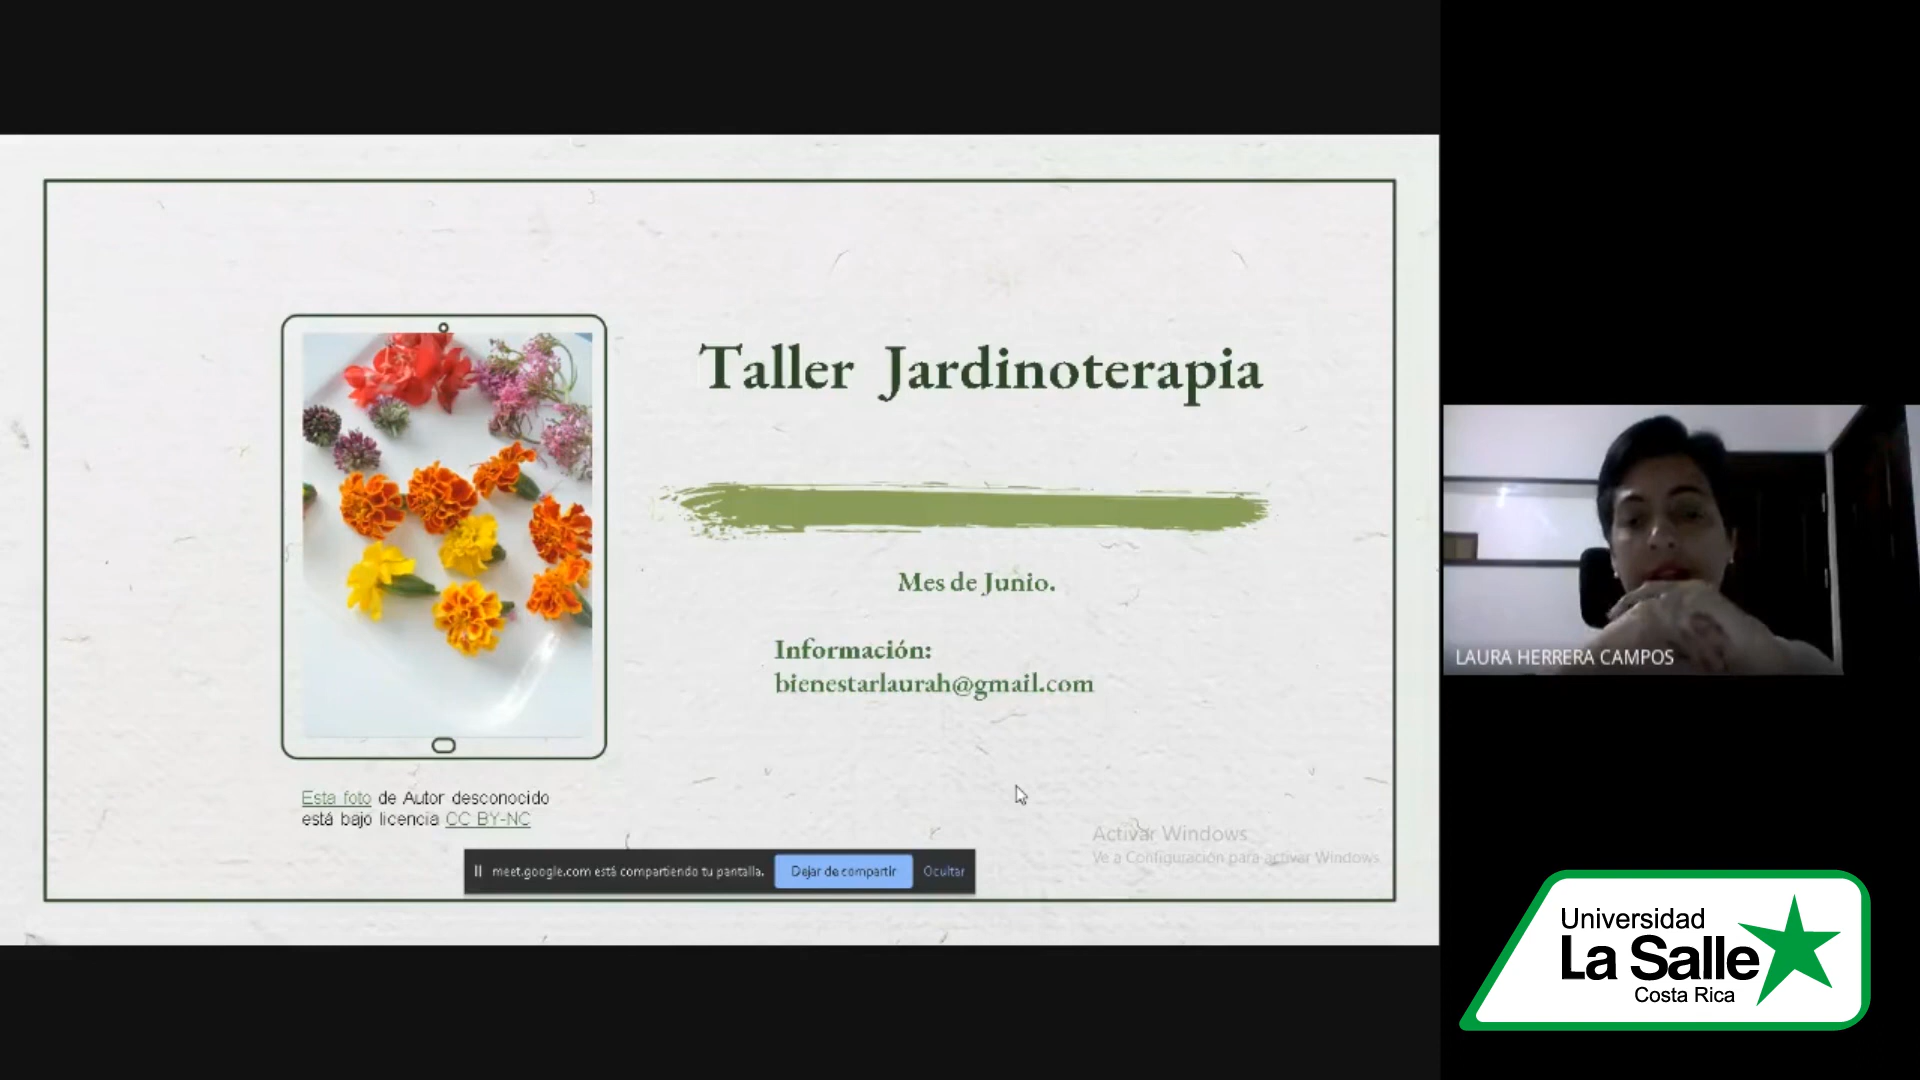 Taller Jardinoterapia
Mes de Junio.
Información:
bienestarlaurah@gmail.com
Esta foto de Autor desconocido
está bajo licencia CC BY-NC
Activar Windows
Ve a Configuración para activar Windows.
meet.google.com está compartiendo tu pantalla.
Dejar de compartir
Ocultar
LAURA HERRERA CAMPOS
Universidad
La Salle
Costa Rica